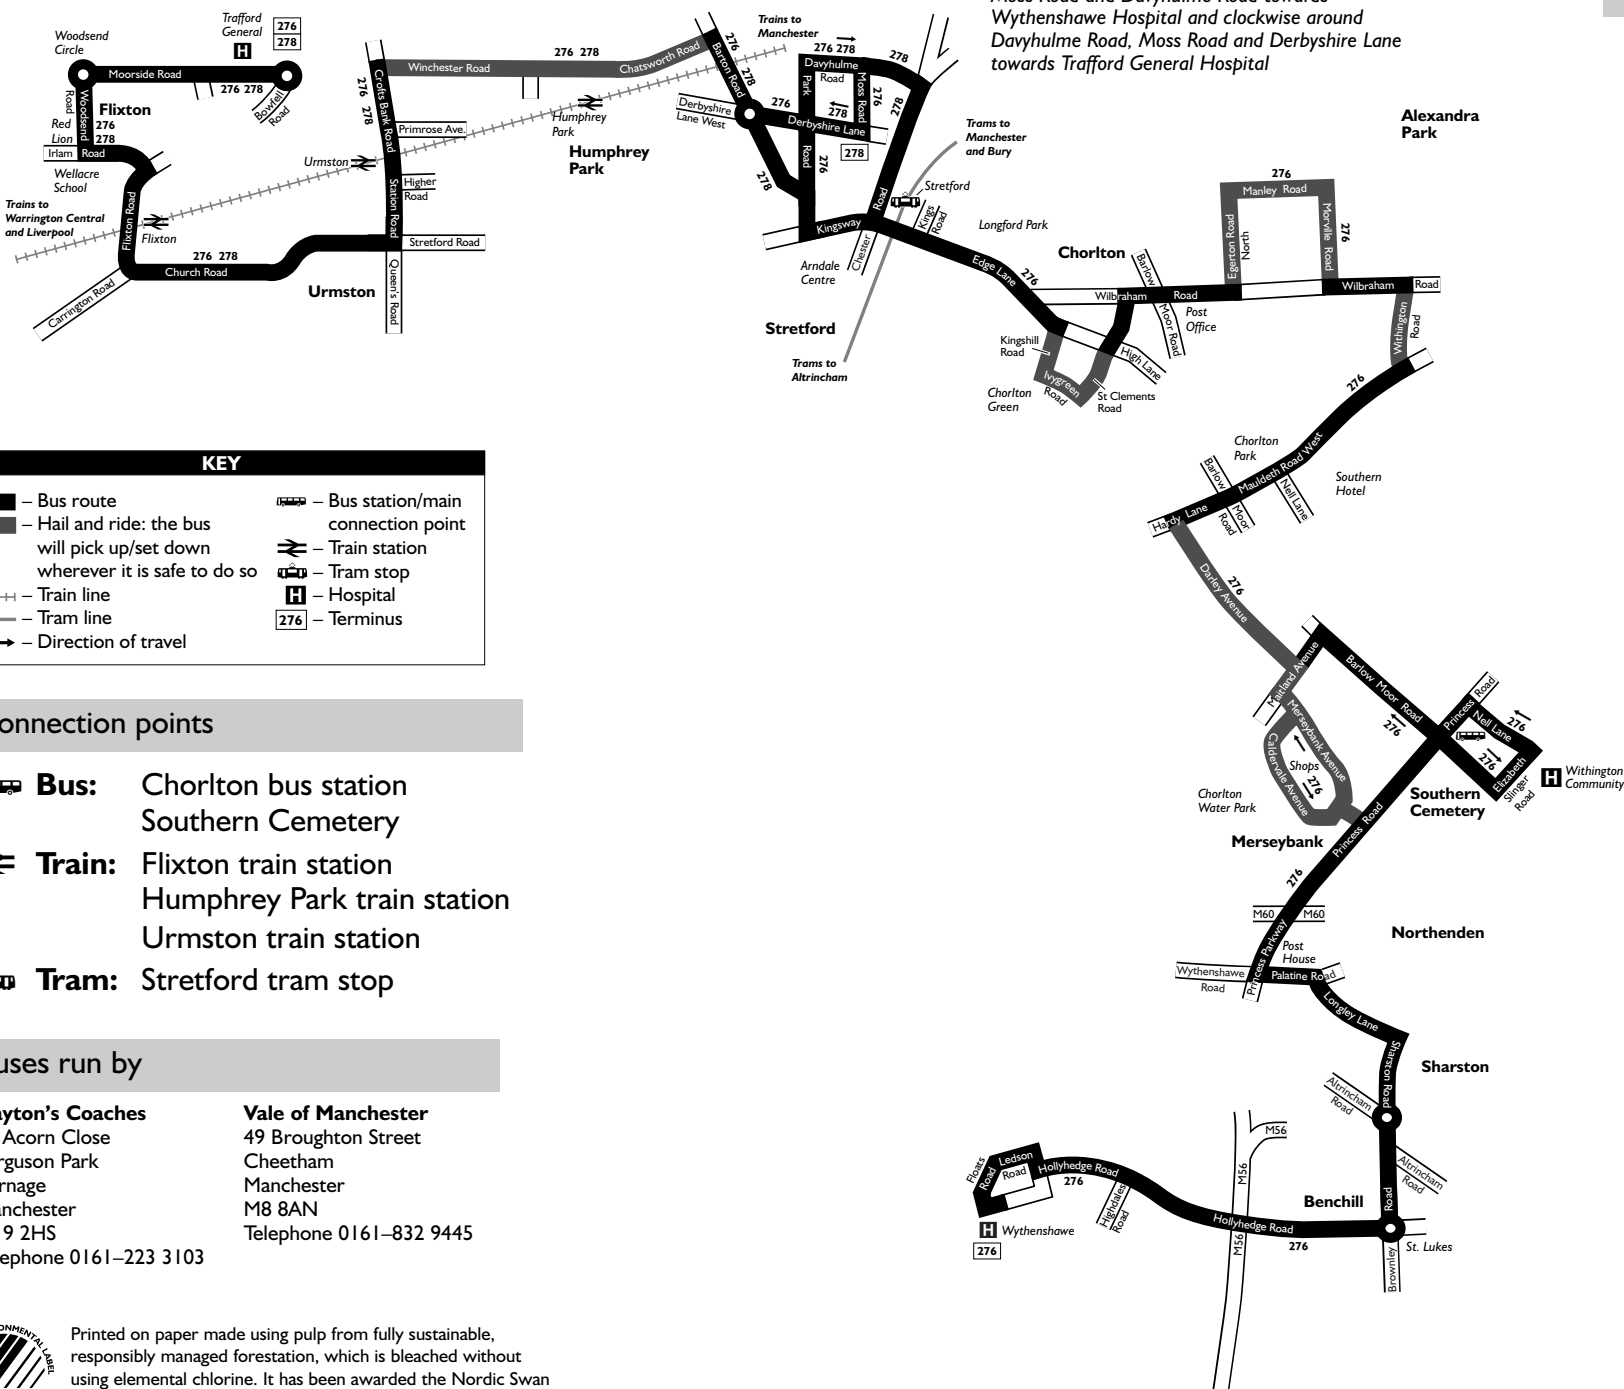 Moss Road and Davyhulme Road towards
Wythenshawe Hospital and clockwise around
Davyhulme Road, Moss Road and Derbyshire Lane
towards Trafford General Hospital
Woodsend
Circle
Trafford
General
H
276
278
Moorside Road
276 278
Bowfell
Road
Woodsend
Road
Flixton
276
278
Red
Lion
Irlam Road
Wellacre
School
Trains to
Warrington Central
and Liverpool
Flixton Road
Flixton
276 278
Church Road
Carrington Road
Urmston
Crofts Bank Road
276 278
Primrose Ave.
Urmston
Higher
Road
Station Road
Stretford Road
Queen's Road
Winchester Road
276 278
Chatsworth Road
Humphrey
Park
Humphrey
Park
Barton Road
276
278
Trains to
Manchester
276 278
Davyhulme
Road
278
Park
Road
Moss Road
276
278
Derbyshire
Lane West
276
Derbyshire Lane
278
278
276
278
Trams to
Manchester
and Bury
Stretford
Kings
Road
Kingsway
Chester
Road
Arndale
Centre
Longford Park
Edge Lane
276
Stretford
Trams to
Altrincham
Chorlton
Barlow
Moor Road
Wilbraham Road
Post
Office
High Lane
Kingshill
Road
Ivygreen
Road
St Clements
Road
Chorlton
Green
Alexandra
Park
276
Manley Road
Egerton Road
North
Morville Road
276
Wilbraham Road
Withington
Road
276
Chorlton
Park
Mauldeth Road West
Southern
Hotel
Barlow
Moor
Road
Nell Lane
Hardy Lane
Darley Avenue
276
Maitland Avenue
Barlow Moor Road
276
Princess Road
Nell Lane
276
276
Elizabeth
Slinger
Road
H
Withington
Community
Southern
Cemetery
Merseybank Avenue
Caldervale Avenue
Shops
276
Chorlton
Water Park
Merseybank
Princess Road
276
M60 M60
Northenden
Princess Parkway
Post
House
Wythenshawe
Road
Palatine Road
Longley Lane
Sharston
Sharston Road
Altrincham
Road
Altrincham
Road
Road
Benchill
St. Lukes
Brownley
M56
M56
M56
Hollyhedge Road
276
Highdales
Road
Hollyhedge Road
276
Ledson
Road
Floats
Road
H Wythenshawe
276
KEY
– Bus route
– Hail and ride: the bus
will pick up/set down
wherever it is safe to do so
– Train line
– Tram line
– Direction of travel
– Bus station/main
connection point
– Train station
– Tram stop
H – Hospital
276 – Terminus
onnection points
Bus: Chorlton bus station
Southern Cemetery
Train: Flixton train station
Humphrey Park train station
Urmston train station
Tram: Stretford tram stop
uses run by
ayton's Coaches
Acorn Close
rguson Park
rnage
anchester
9 2HS
ephone 0161–223 3103
Vale of Manchester
49 Broughton Street
Cheetham
Manchester
M8 8AN
Telephone 0161–832 9445
ONMENTAL LABEL
Printed on paper made using pulp from fully sustainable,
responsibly managed forestation, which is bleached without
using elemental chlorine. It has been awarded the Nordic Swan